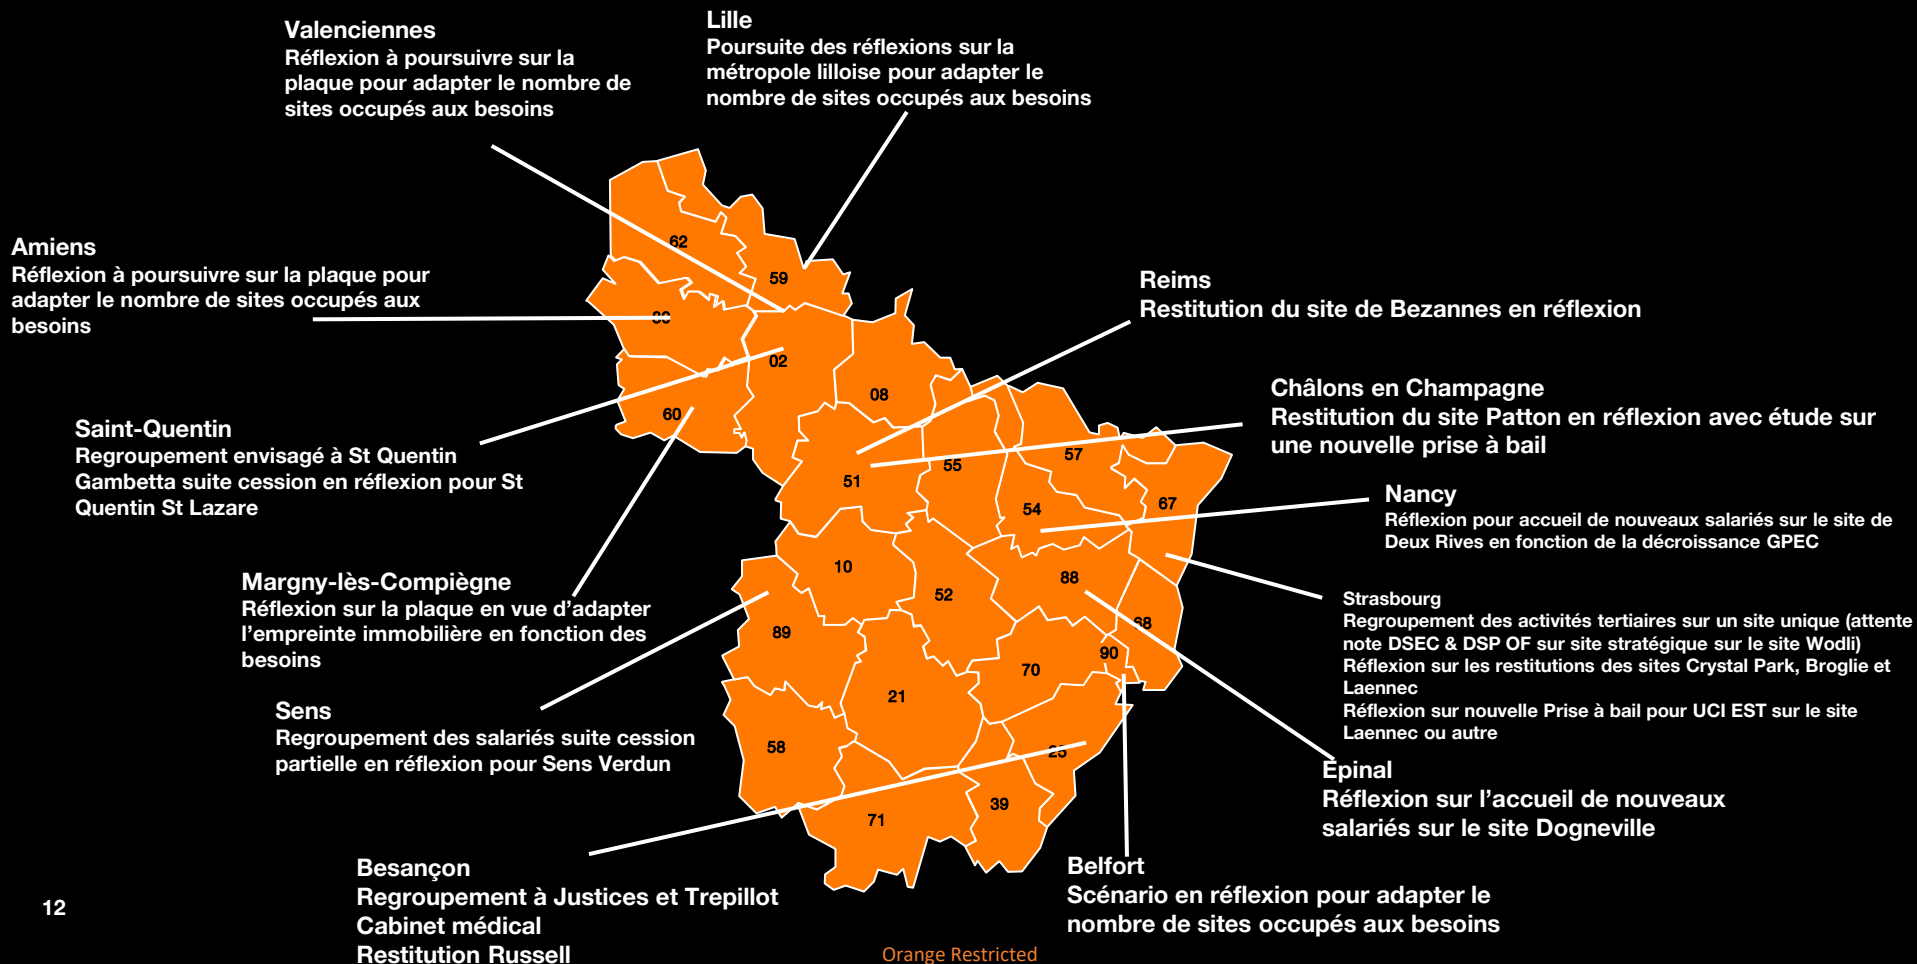 Valenciennes
Réflexion à poursuivre sur la
plaque pour adapter le nombre de
sites occupés aux besoins
Lille
Poursuite des réflexions sur la
métropole lilloise pour adapter le
nombre de sites occupés aux besoins
Amiens
Réflexion à poursuivre sur la plaque pour
adapter le nombre de sites occupés aux
besoins
Reims
Restitution du site de Bezannes en réflexion
Châlons en Champagne
Restitution du site Patton en réflexion avec étude sur
une nouvelle prise à bail
Saint-Quentin
Regroupement envisagé à St Quentin
Gambetta suite cession en réflexion pour St
Quentin St Lazare
Nancy
Réflexion pour accueil de nouveaux salariés sur le site de
Deux Rives en fonction de la décroissance GPEC
Margny-lès-Compiègne
Réflexion sur la plaque en vue d'adapter
l'empreinte immobilière en fonction des
besoins
Strasbourg
Regroupement des activités tertiaires sur un site unique (attente
note DSEC & DSP OF sur site stratégique sur le site Wodli)
Réflexion sur les restitutions des sites Crystal Park, Broglie et
Laennec
Réflexion sur nouvelle Prise à bail pour UCI EST sur le site
Laennec ou autre
Sens
Regroupement des salariés suite cession
partielle en réflexion pour Sens Verdun
Epinal
Réflexion sur l'accueil de nouveaux
salariés sur le site Dogneville
Besançon
Regroupement à Justices et Trepillot
Cabinet médical
Restitution Russell
Belfort
Scénario en réflexion pour adapter le
nombre de sites occupés aux besoins
62
59
80
02
08
60
51
55
57
54
67
10
52
88
68
89
90
70
21
58
25
39
71
12
Orange Restricted